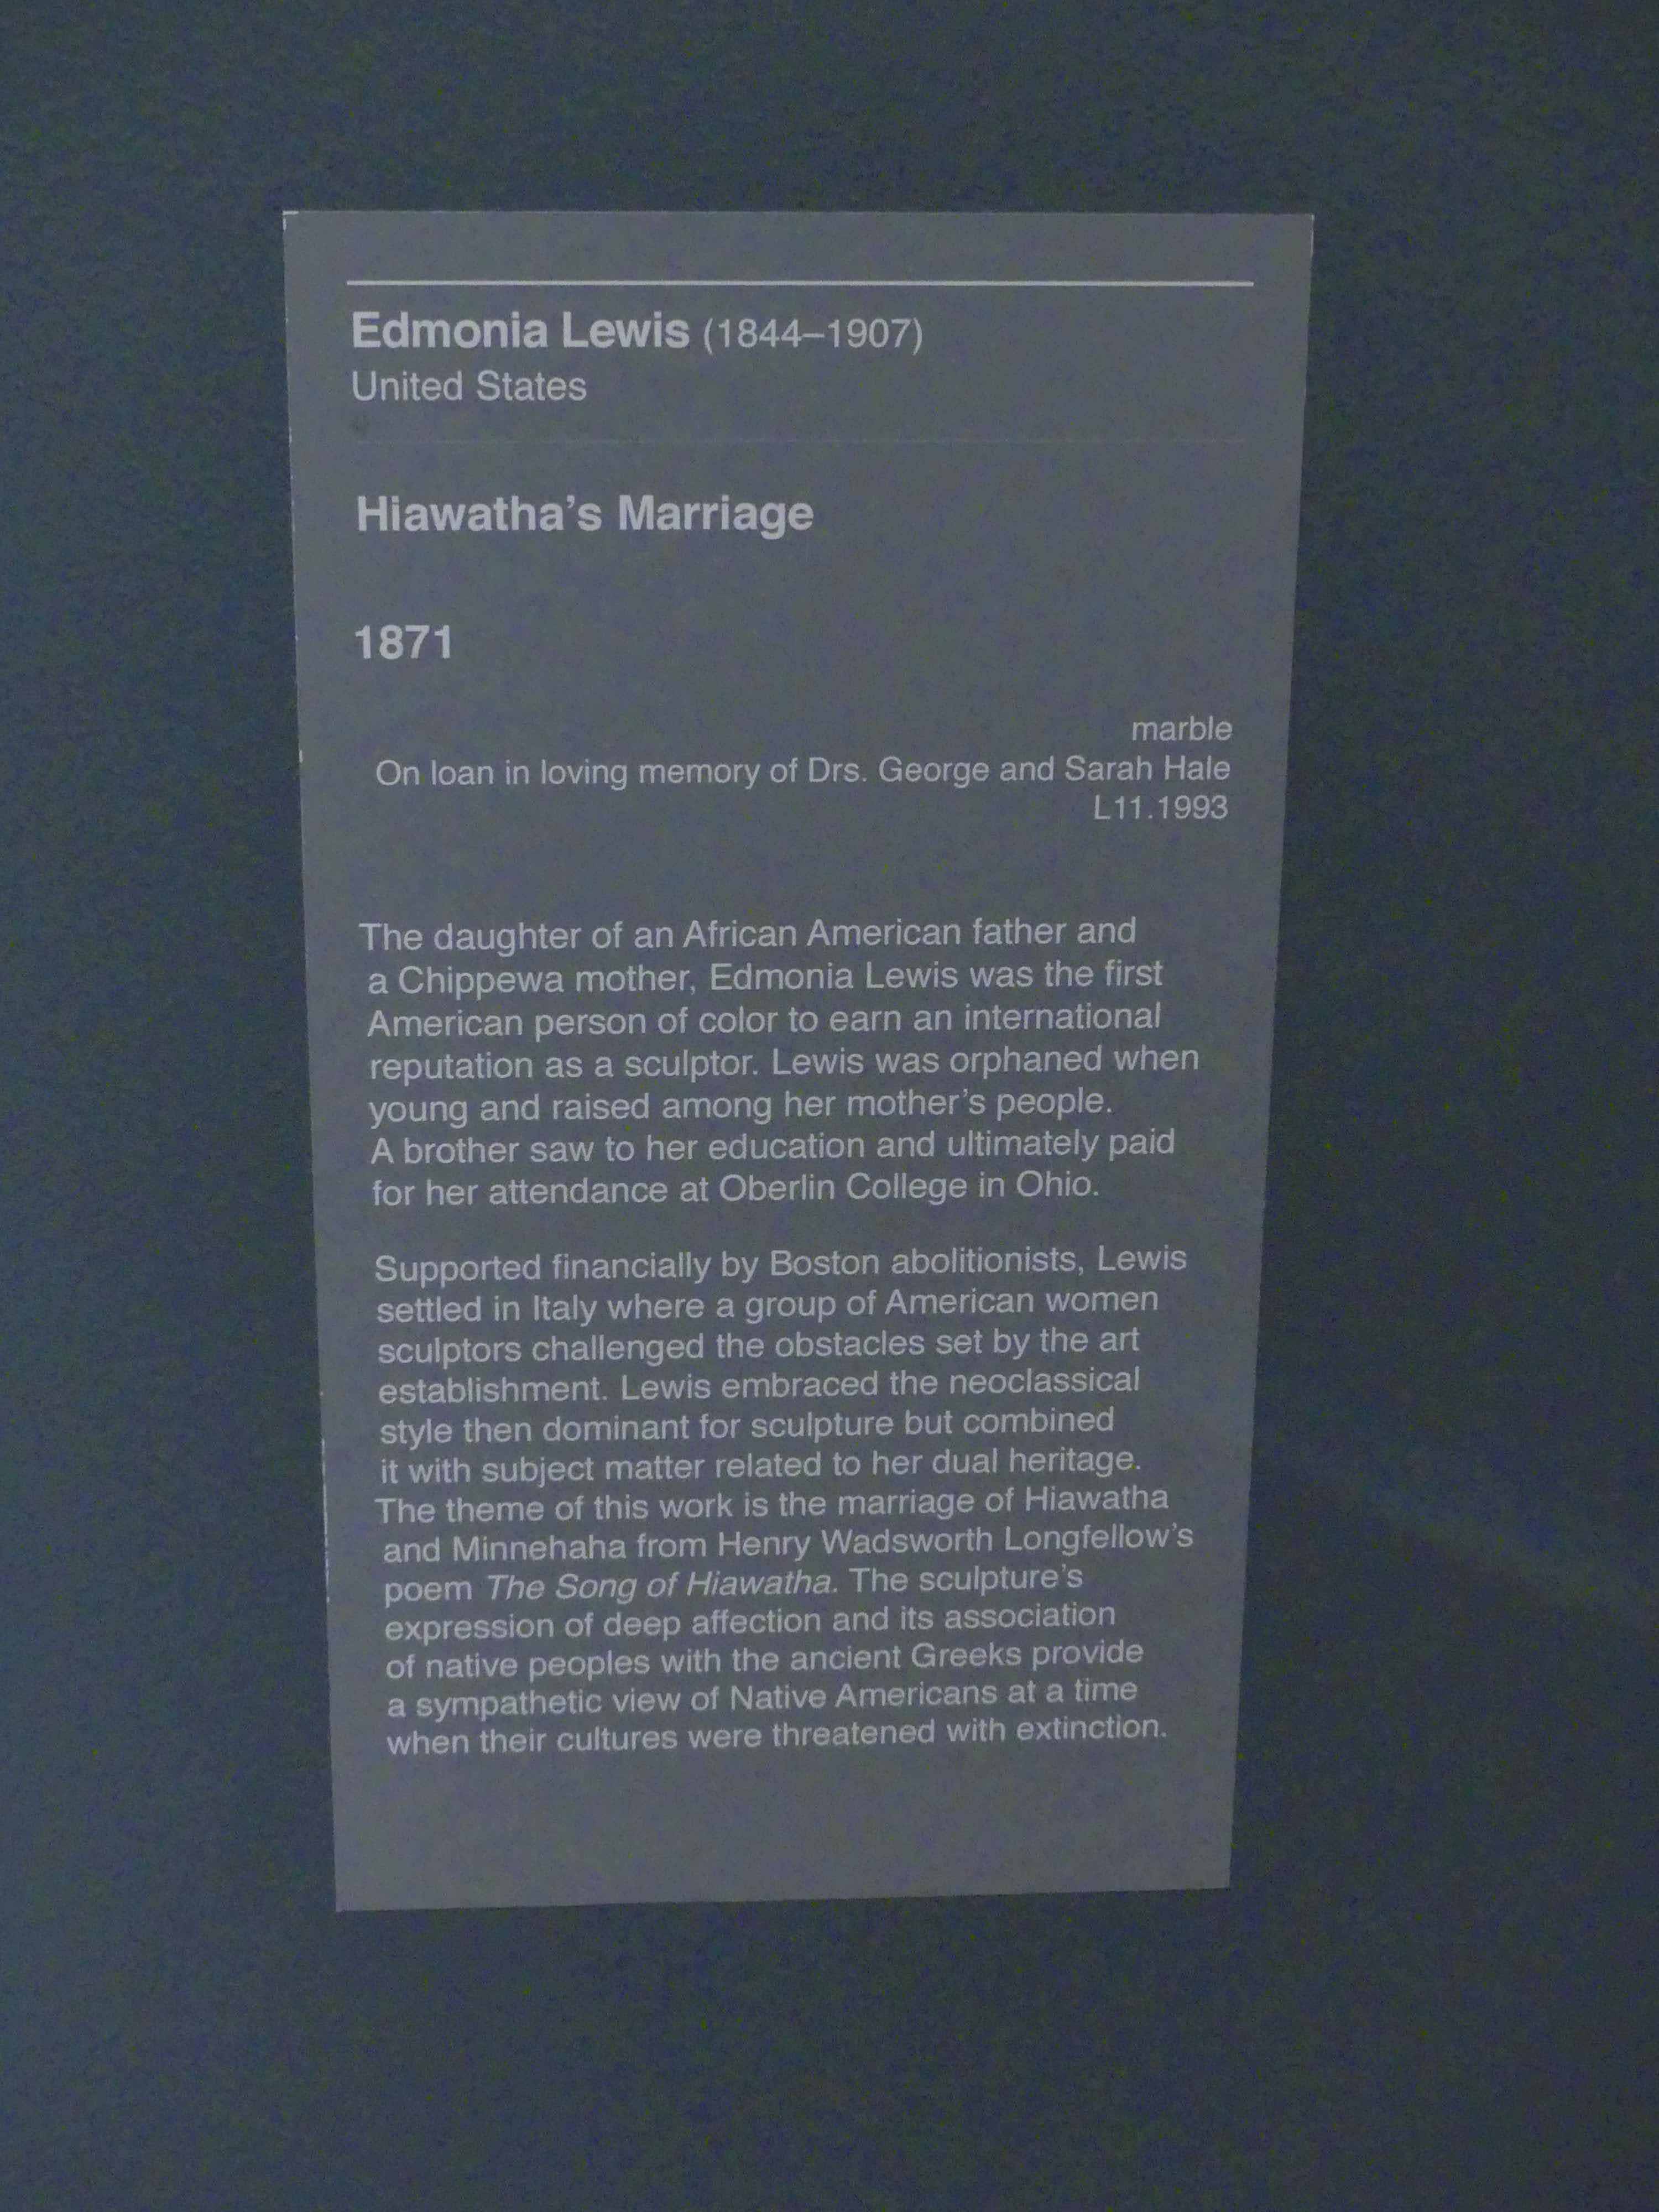 Edmonia Lewis (1844–1907)
United States
Hiawatha's Marriage
1871
marble
On loan in loving memory of Drs. George and Sarah Hale
L11.1993
The daughter of an African American father and
a Chippewa mother, Edmonia Lewis was the first
American person of color to earn an international
reputation as a sculptor. Lewis was orphaned when
young and raised among her mother's people.
A brother saw to her education and ultimately paid
for her attendance at Oberlin College in Ohio.
Supported financially by Boston abolitionists, Lewis
settled in Italy where a group of American women
sculptors challenged the obstacles set by the art
establishment. Lewis embraced the neoclassical
style then dominant for sculpture but combined
it with subject matter related to her dual heritage.
The theme of this work is the marriage of Hiawatha
and Minnehaha from Henry Wadsworth Longfellow's
poem The Song of Hiawatha. The sculpture's
expression of deep affection and its association
of native peoples with the ancient Greeks provide
a sympathetic view of Native Americans at a time
when their cultures were threatened with extinction.